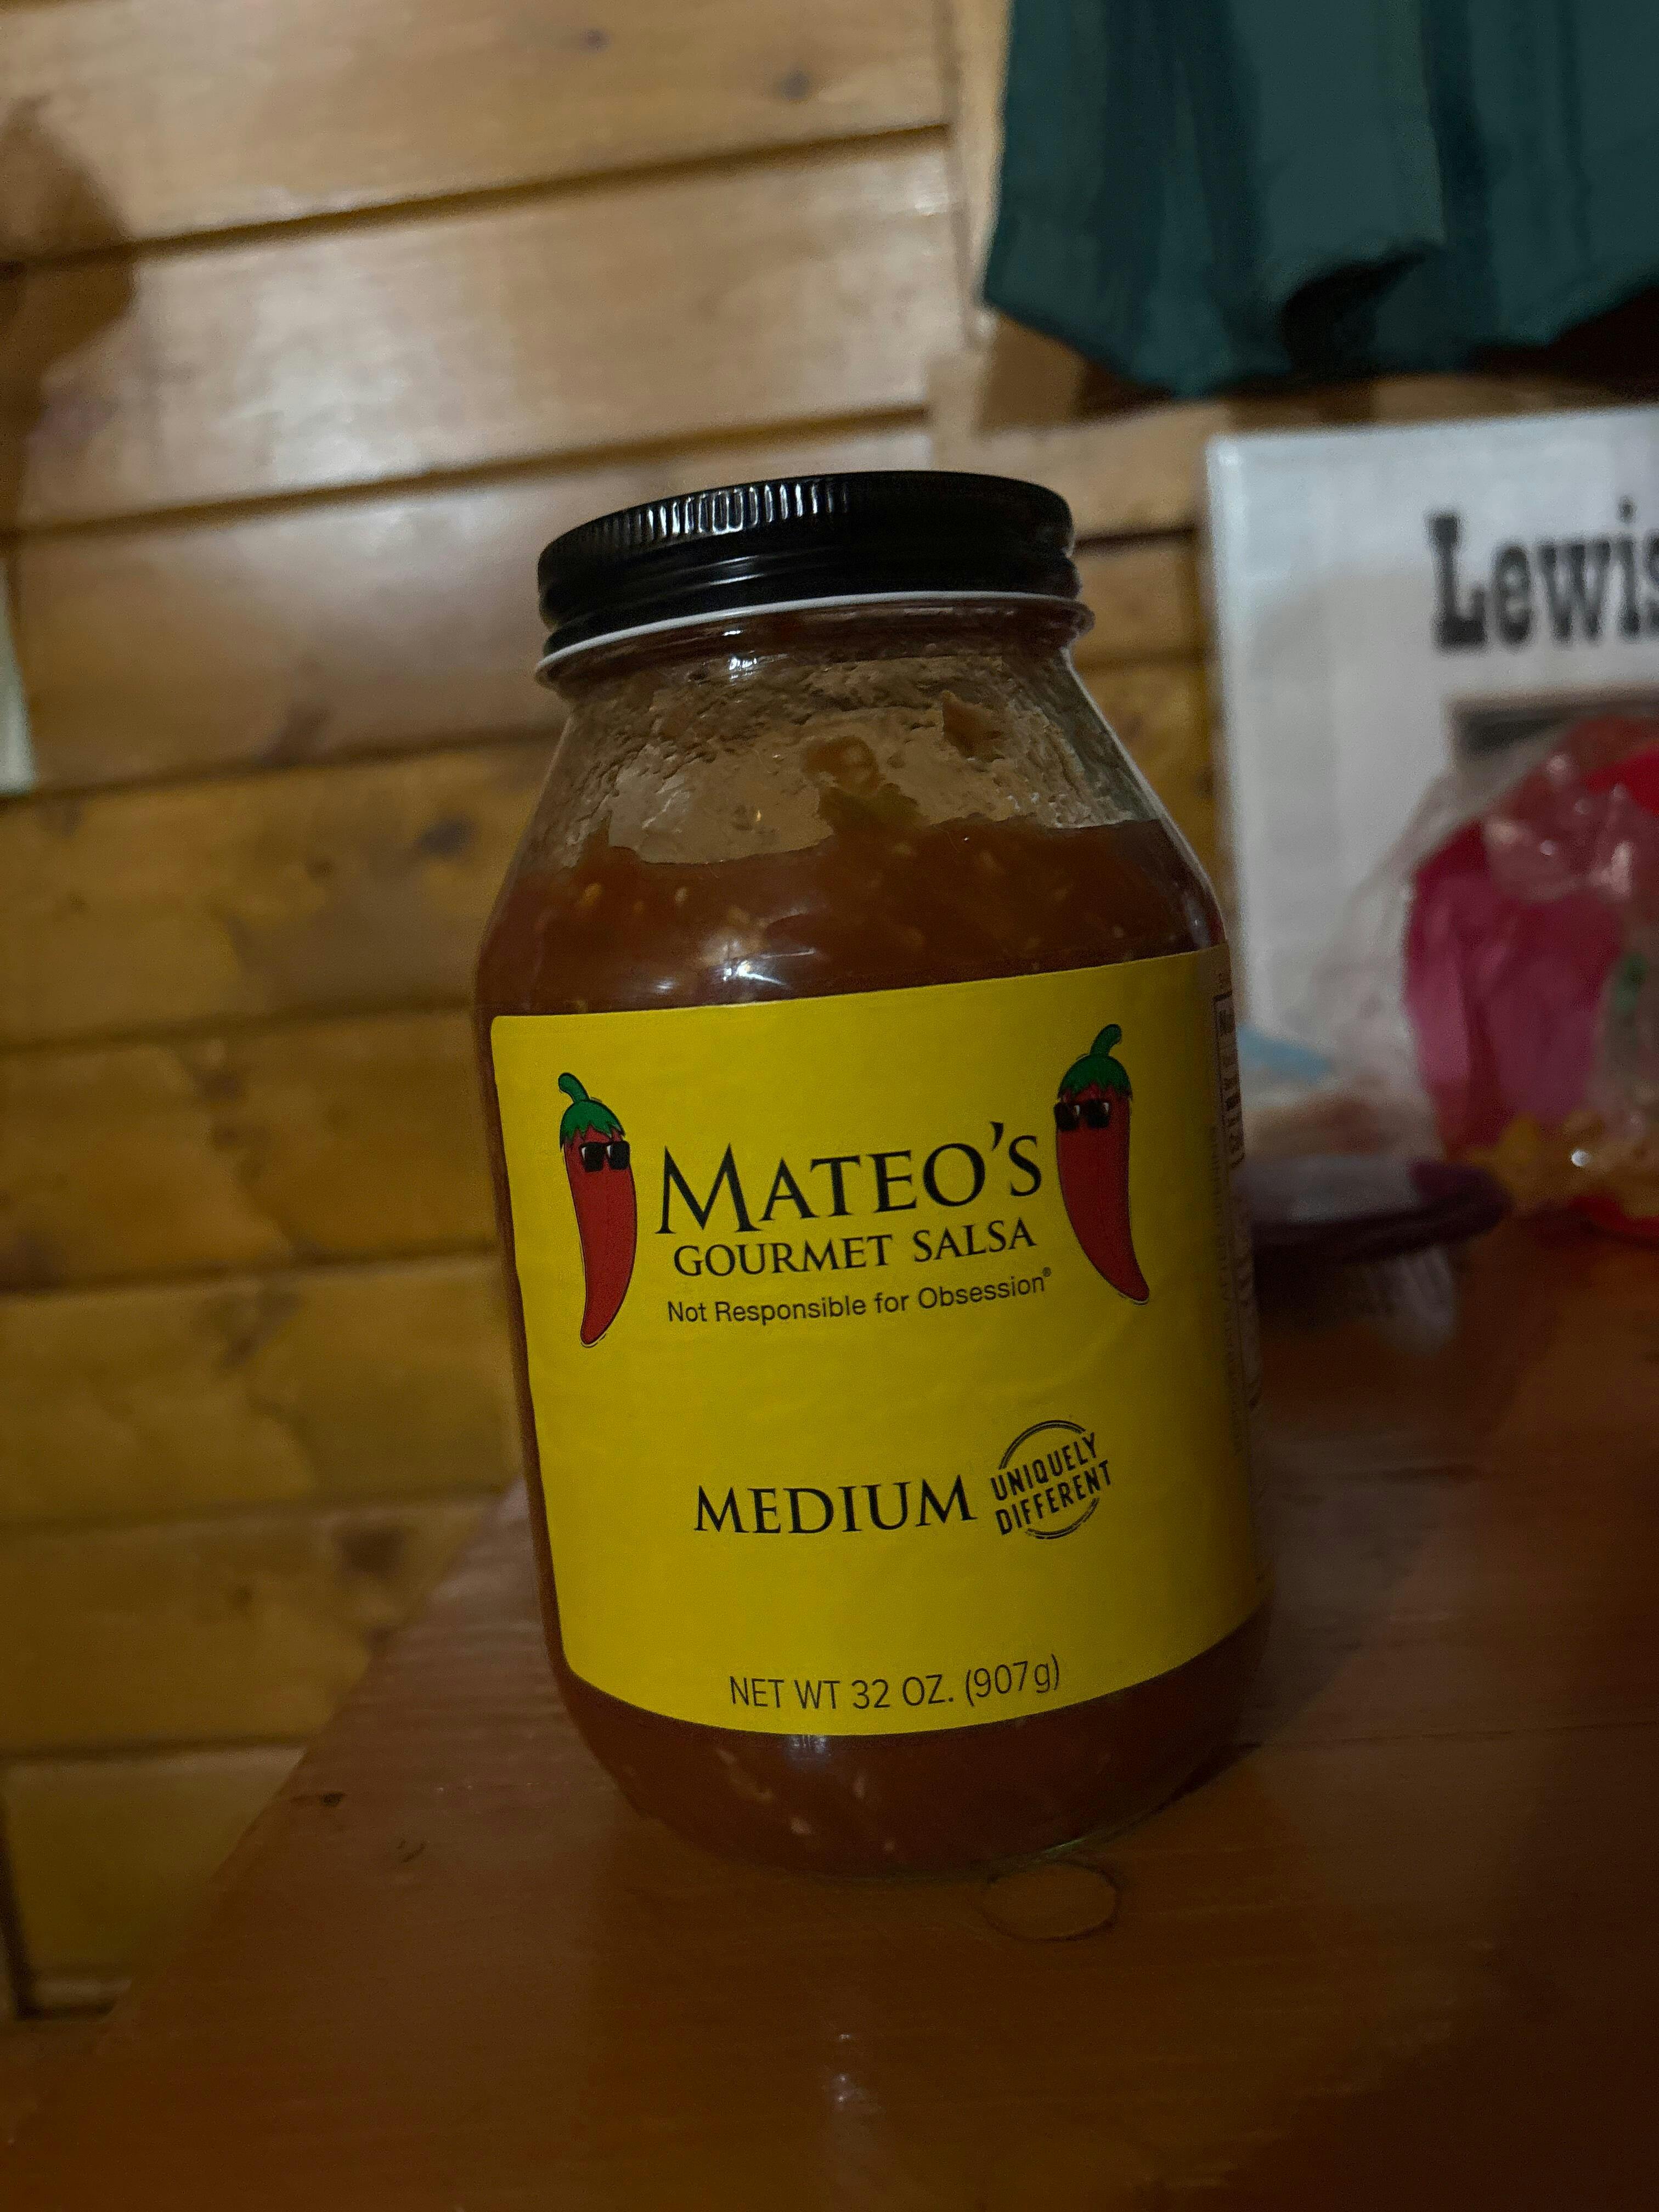 Lewis
MATEO'S
GOURMET SALSA
Not Responsible for Obsession®
MEDIUM
UNIQUELY
DIFFERENT
NET WT 32 OZ. (907g)